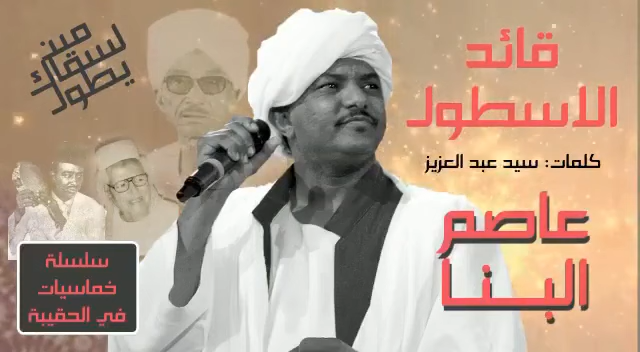 قائد
الاسطول
كلمات: سيد عبد العزيز
عاصم
البنا
مين
لسقاك
يطول
سلسلة
خماسيات
في الحقيبة